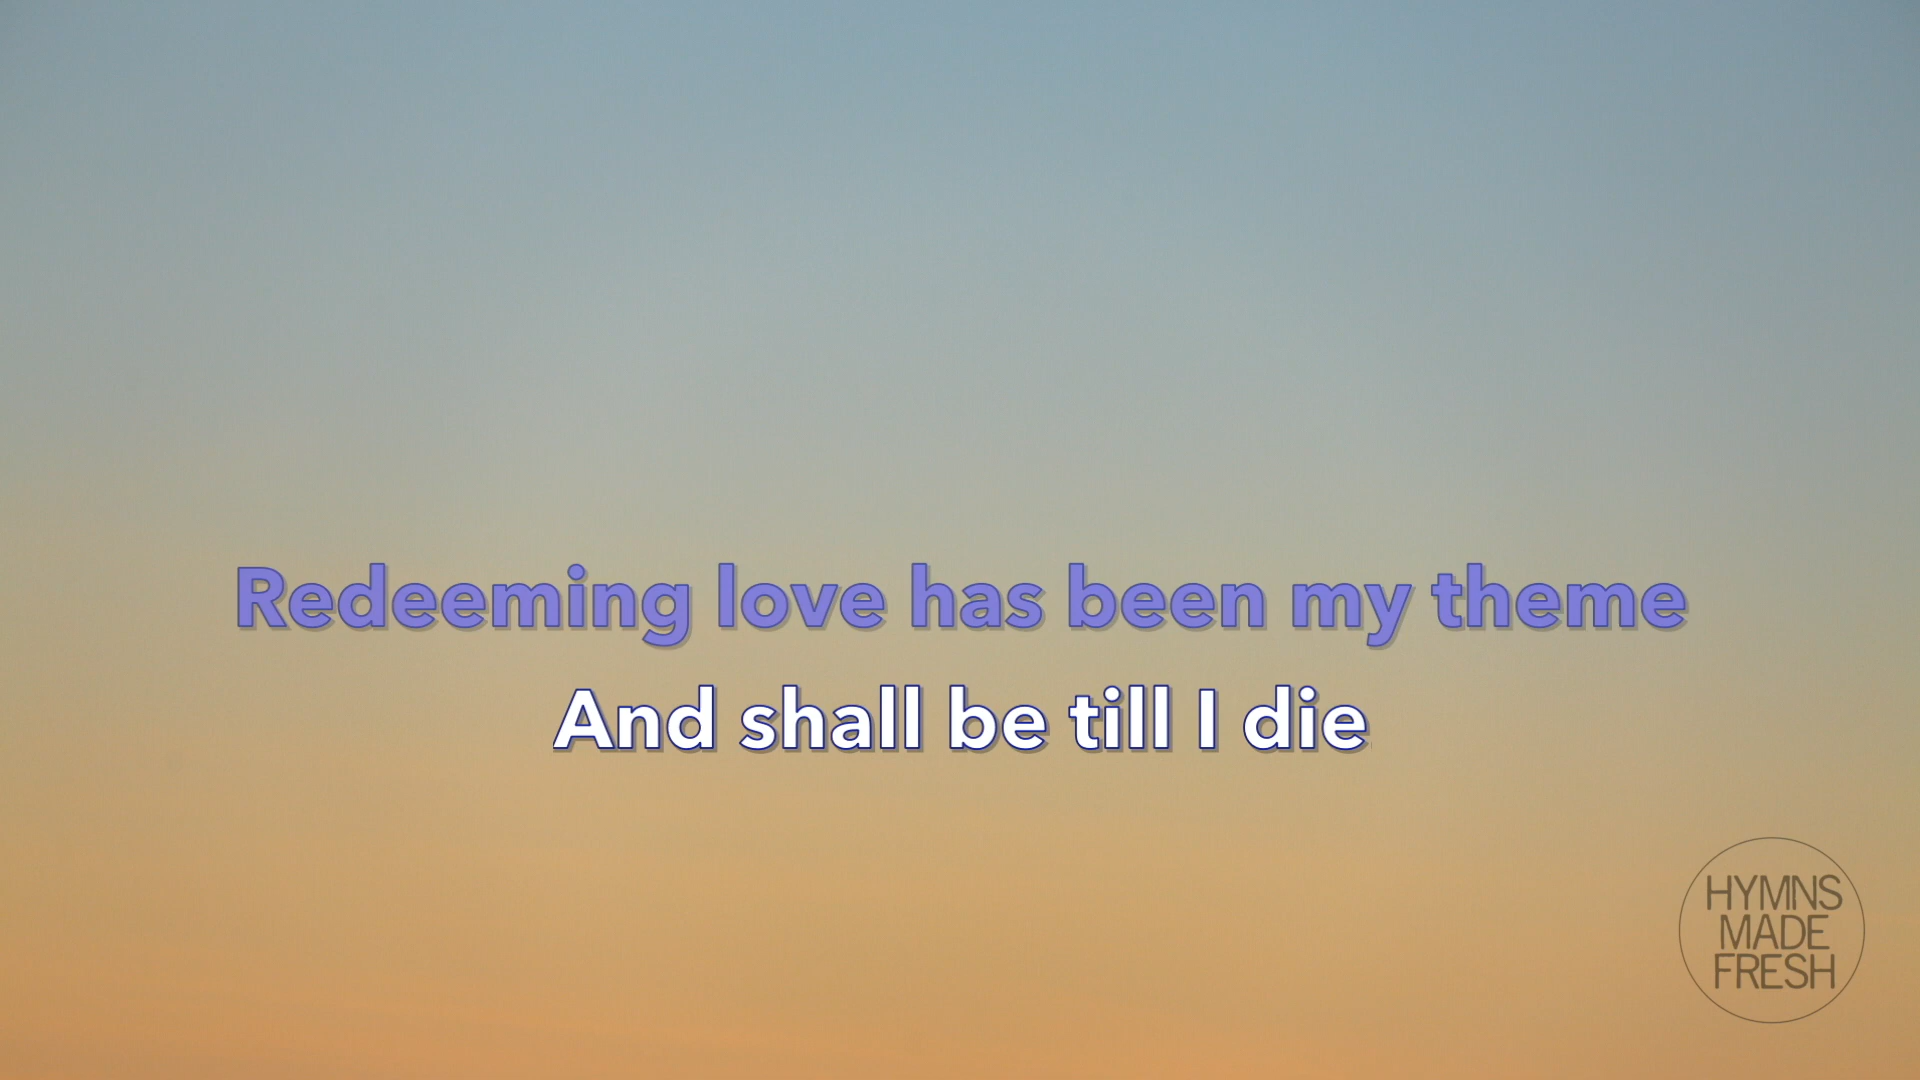 Redeeming love has been my theme
And shall be till I die
HYMNS
MADE
FRESH